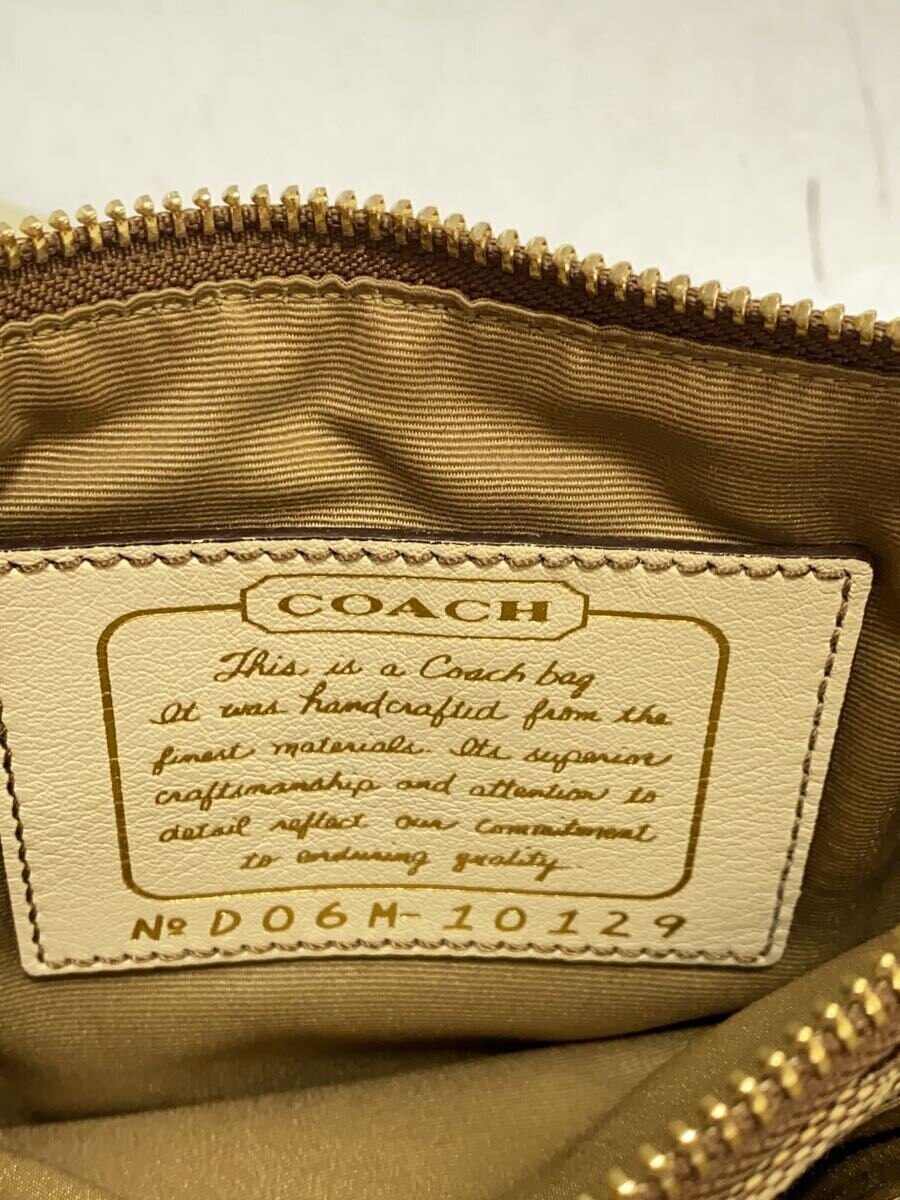 COACH
This is a Coach bag
It was handcrafted from the
finest materials. Its superior
craftsmanship and attention to
detail reflect our commitment
to enduring quality.
Nº D06M-10129